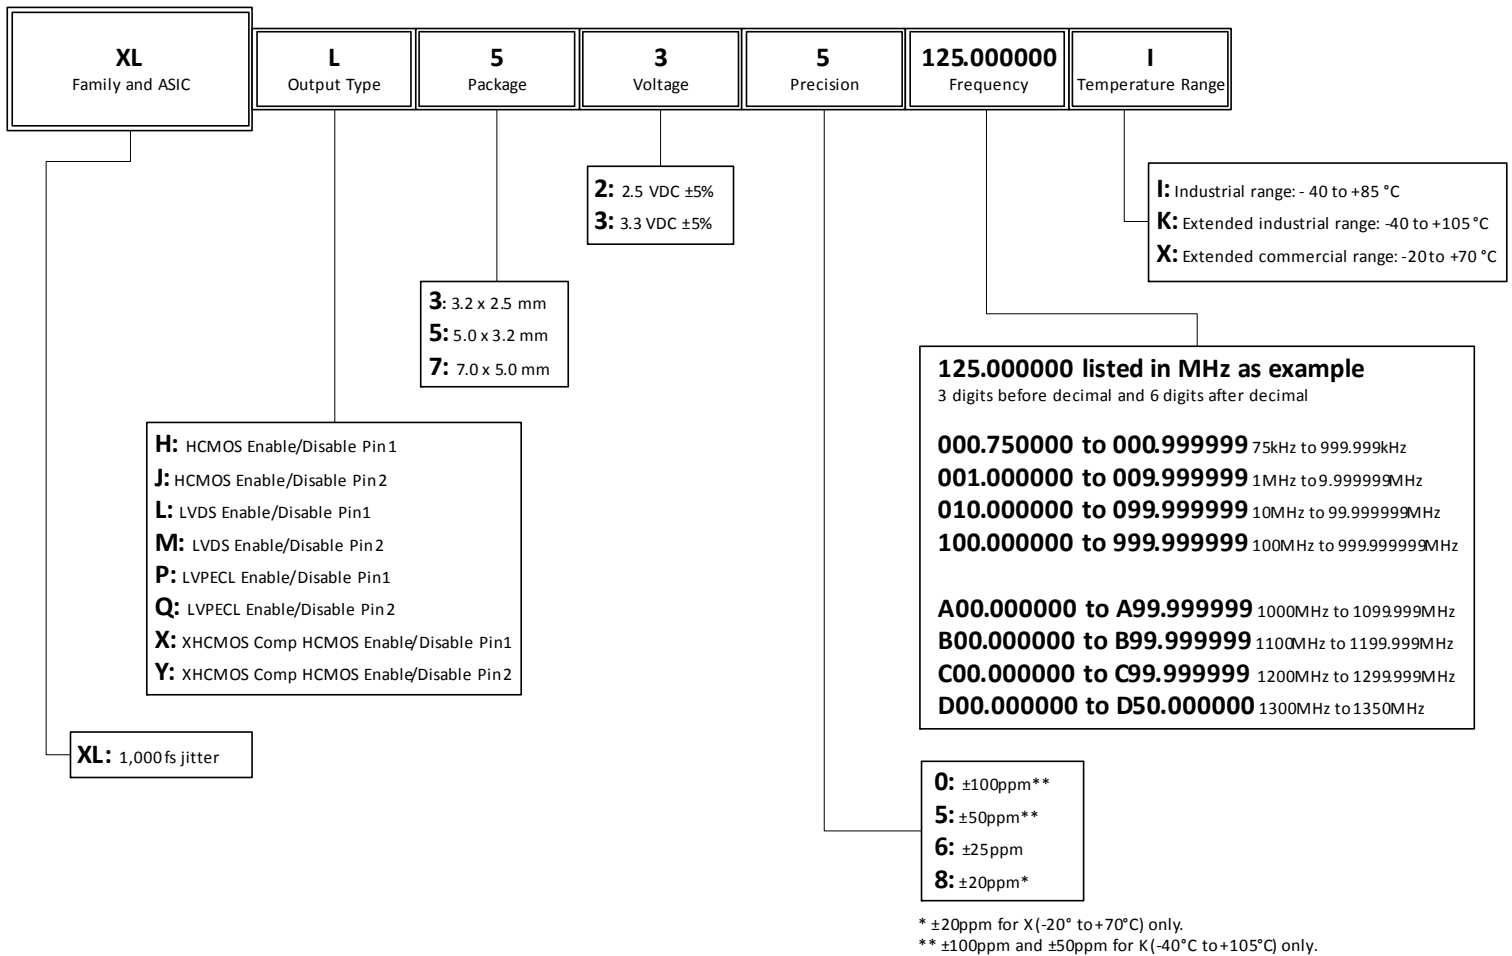 XL
Family and ASIC
L
Output Type
5
Package
3
Voltage
5
Precision
125.000000
Frequency
I
Temperature Range
2: 2.5 VDC ±5%
3: 3.3 VDC ±5%
I: Industrial range: - 40 to +85 °C
K: Extended industrial range: -40 to +105 °C
X: Extended commercial range: -20 to +70 °C
3: 3.2 x 2.5 mm
5: 5.0 x 3.2 mm
7: 7.0 x 5.0 mm
125.000000 listed in MHz as example
3 digits before decimal and 6 digits after decimal
000.750000 to 000.999999 75kHz to 999.999kHz
001.000000 to 009.999999 1MHz to 9.999999MHz
010.000000 to 099.999999 10MHz to 99.999999MHz
100.000000 to 999.999999 100MHz to 999.999999MHz
A00.000000 to A99.999999 1000MHz to 1099.999MHz
B00.000000 to B99.999999 1100MHz to 1199.999MHz
C00.000000 to C99.999999 1200MHz to 1299.999MHz
D00.000000 to D50.000000 1300MHz to 1350MHz
H: HCMOS Enable/Disable Pin1
J: HCMOS Enable/Disable Pin2
L: LVDS Enable/Disable Pin1
M: LVDS Enable/Disable Pin2
P: LVPECL Enable/Disable Pin1
Q: LVPECL Enable/Disable Pin2
X: XHCMOS Comp HCMOS Enable/Disable Pin1
Y: XHCMOS Comp HCMOS Enable/Disable Pin2
XL: 1,000fs jitter
0: ±100ppm**
5: ±50ppm**
6: ±25ppm
8: ±20ppm*
* ±20ppm for X(-20° to +70°C) only.
** ±100ppm and ±50ppm for K(-40°C to +105°C) only.